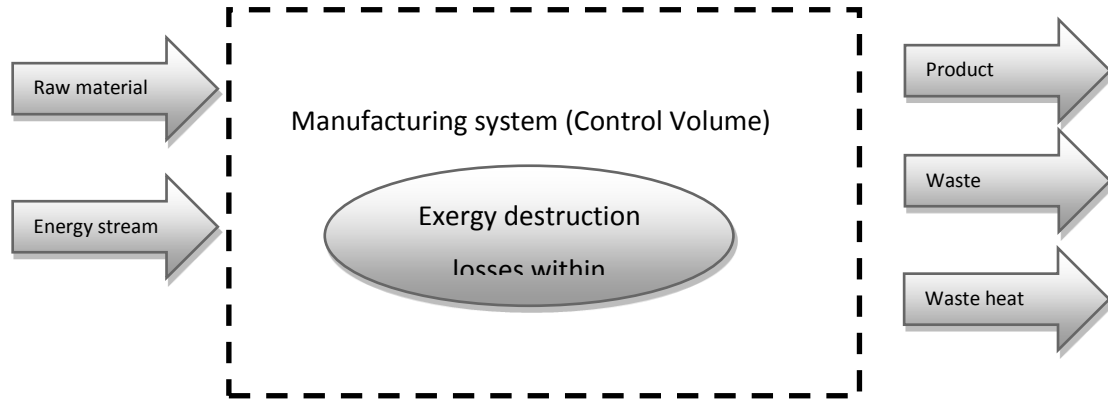 Raw material
Energy stream
Manufacturing system (Control Volume)
Exergy destruction
losses within
Product
Waste
Waste heat